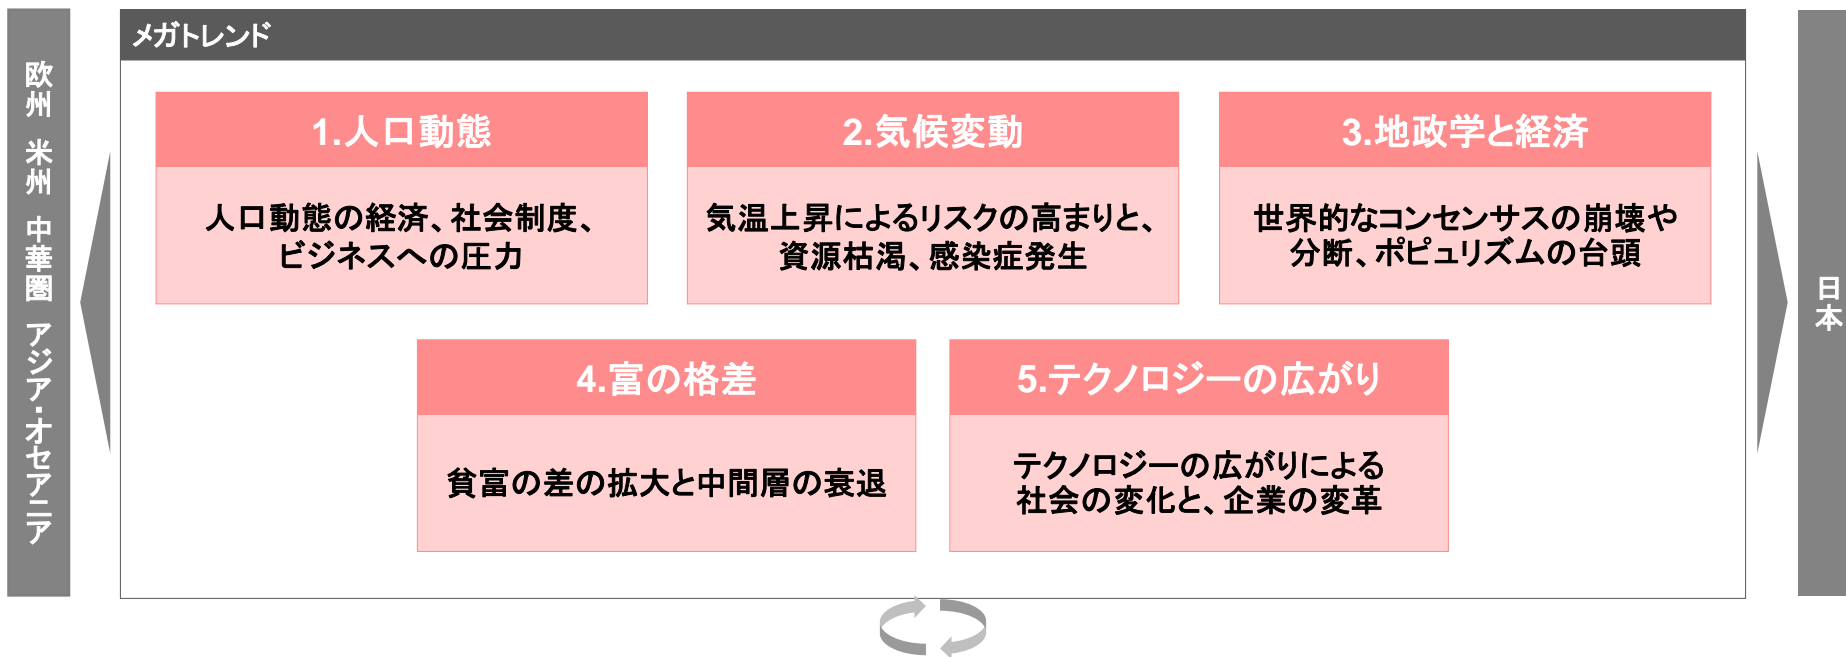 メガトレンド
欧州 米州 中華圏 アジア・オセアニア
1.人口動態
人口動態の経済、社会制度、
ビジネスへの圧力
2.気候変動
気温上昇によるリスクの高まりと、
資源枯渇、感染症発生
3.地政学と経済
世界的なコンセンサスの崩壊や
分断、ポピュリズムの台頭
4.富の格差
貧富の差の拡大と中間層の衰退
5.テクノロジーの広がり
テクノロジーの広がりによる
社会の変化と、企業の変革
日本